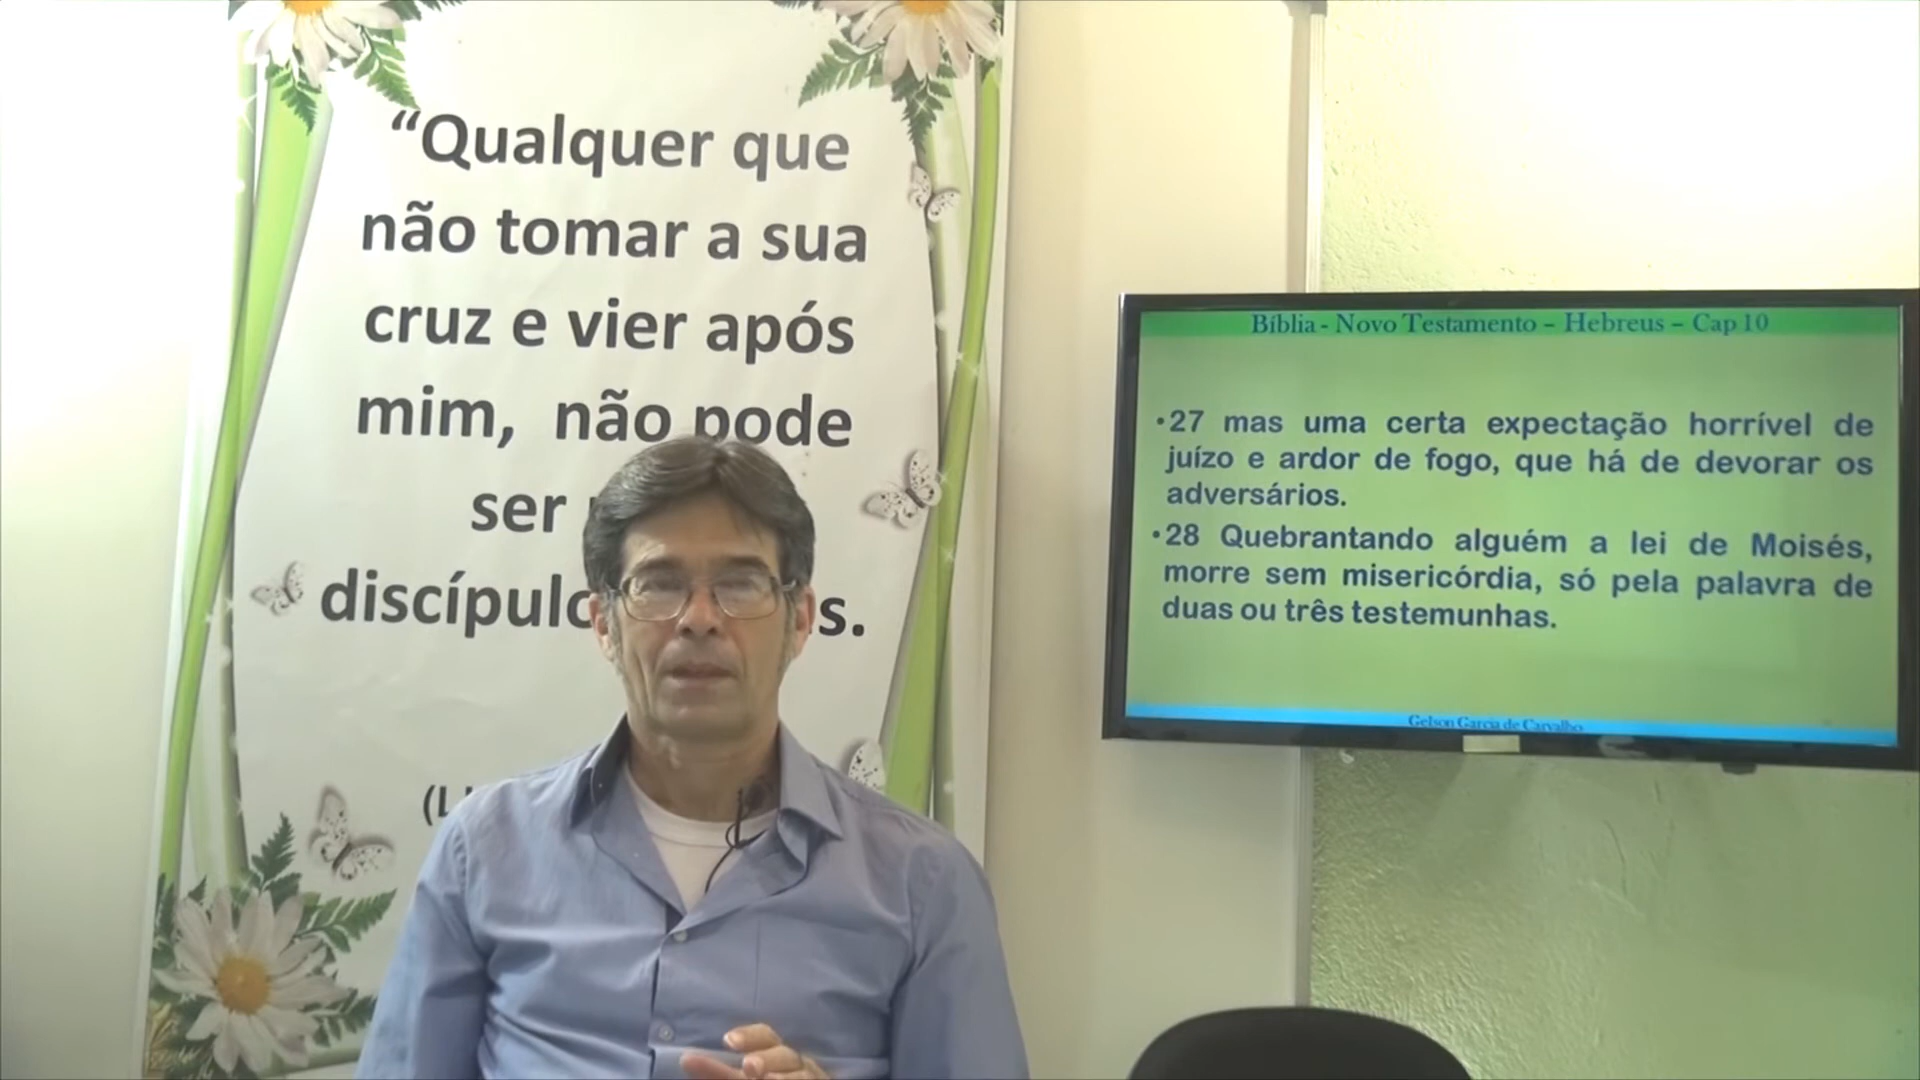 “Qualquer que
não tomar a sua
cruz e vier após
mim, não pode
ser
s.
Bíblia - Novo Testamento – Hebreus – Cap 10
•27 mas uma certa expectação horrível de
juízo e ardor de fogo, que há de devorar os
adversários.
•28 Quebrantando alguém a lei de Moisés,
morre sem misericórdia, só pela palavra de
duas ou três testemunhas.
Gelson Garcia de Carvalho